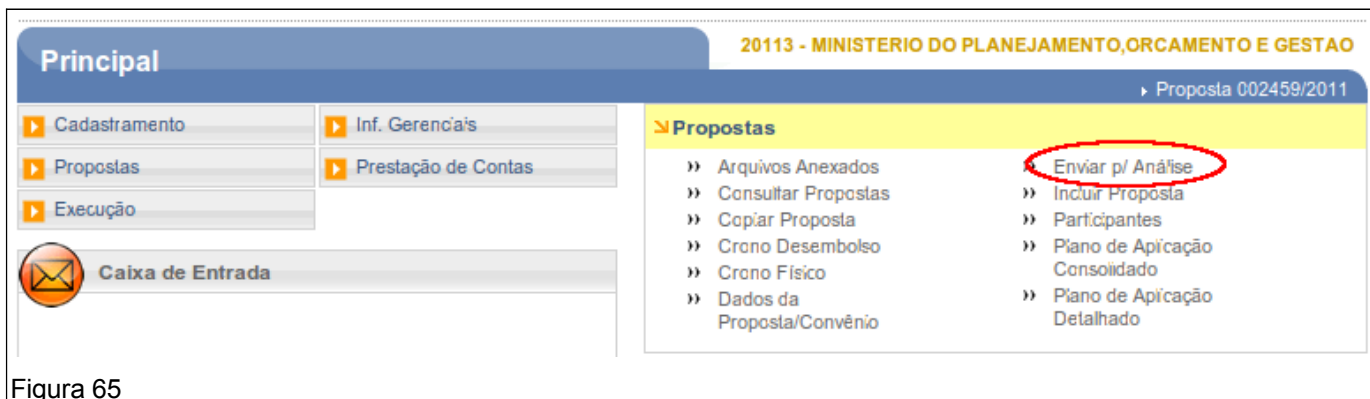 Principal
20113 - MINISTERIO DO PLANEJAMENTO,ORCAMENTO E GESTAO
Proposta 002459/2011
Cadastramento
Inf. Gerenciais
Propostas
Prestação de Contas
Execução
Caixa de Entrada
Propostas
Arquivos Anexados
Consultar Propostas
Copiar Proposta
Crono Desembolso
Crono Físico
Dados da
Proposta/Convênio
Enviar p/ Análise
Incluir Proposta
Participantes
Plano de Aplicação
Consolidado
Plano de Aplicação
Detalhado
Figura 65